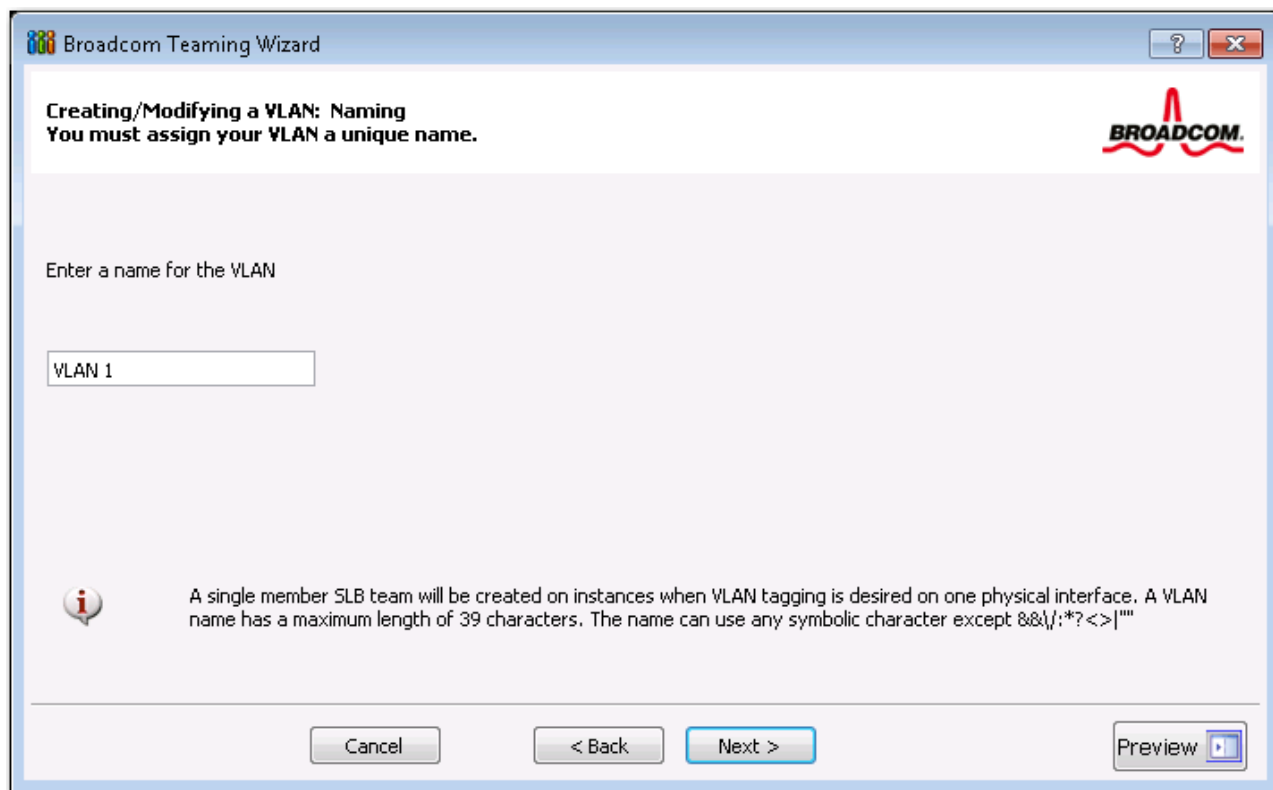 Broadcom Teaming Wizard
Creating/Modifying a VLAN: Naming
You must assign your VLAN a unique name.
BROADCOM.
Enter a name for the VLAN
VLAN 1
A single member SLB team will be created on instances when VLAN tagging is desired on one physical interface. A VLAN
name has a maximum length of 39 characters. The name can use any symbolic character except &&\/:*?<>|""
Cancel
< Back
Next >
Preview